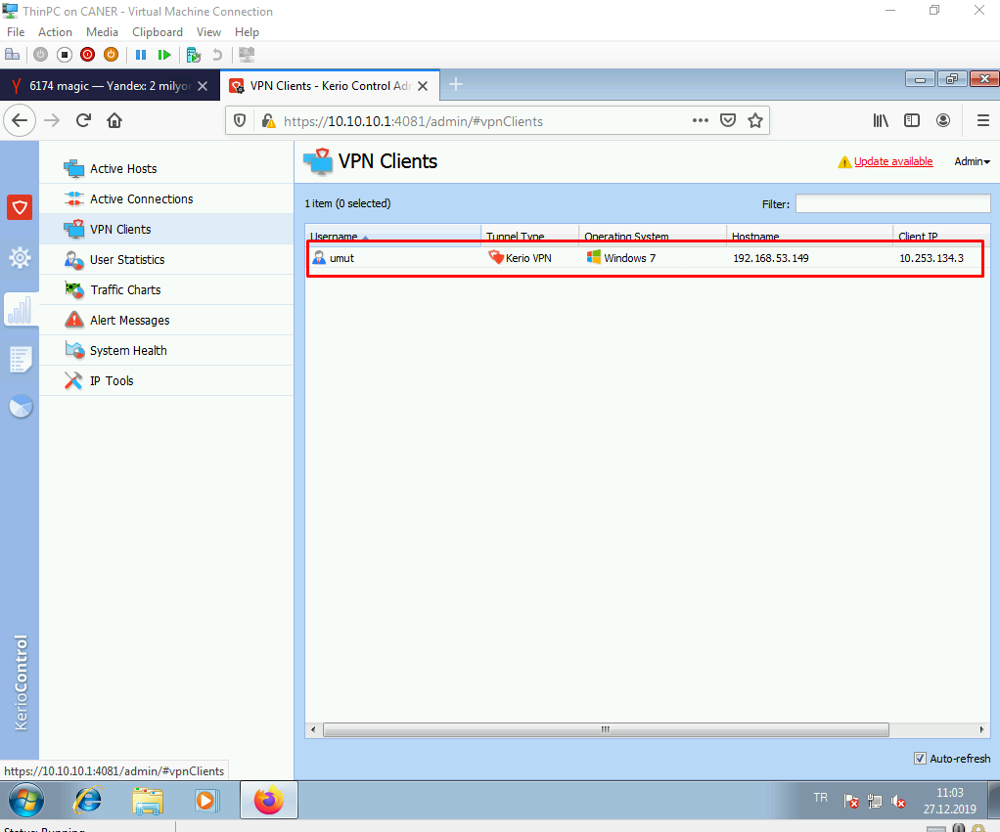 ThinPC on CANER - Virtual Machine Connection
File Action Media Clipboard View Help
6174 magic — Yandex: 2 milyon
VPN Clients - Kerio Control Adm
https://10.10.10.1:4081/admin/#vpnClients
Active Hosts
Active Connections
VPN Clients
User Statistics
Traffic Charts
Alert Messages
System Health
IP Tools
KerioControl
VPN Clients
Update available
Admin
1 item (0 selected)
Filter:
Username Tunnel Type Operating System Hostname Client IP
umut Kerio VPN Windows 7 192.168.53.149 10.253.134.3
Auto-refresh
https://10.10.10.1:4081/admin/#vpnClients
TR
11:03
27.12.2019
Status: Running